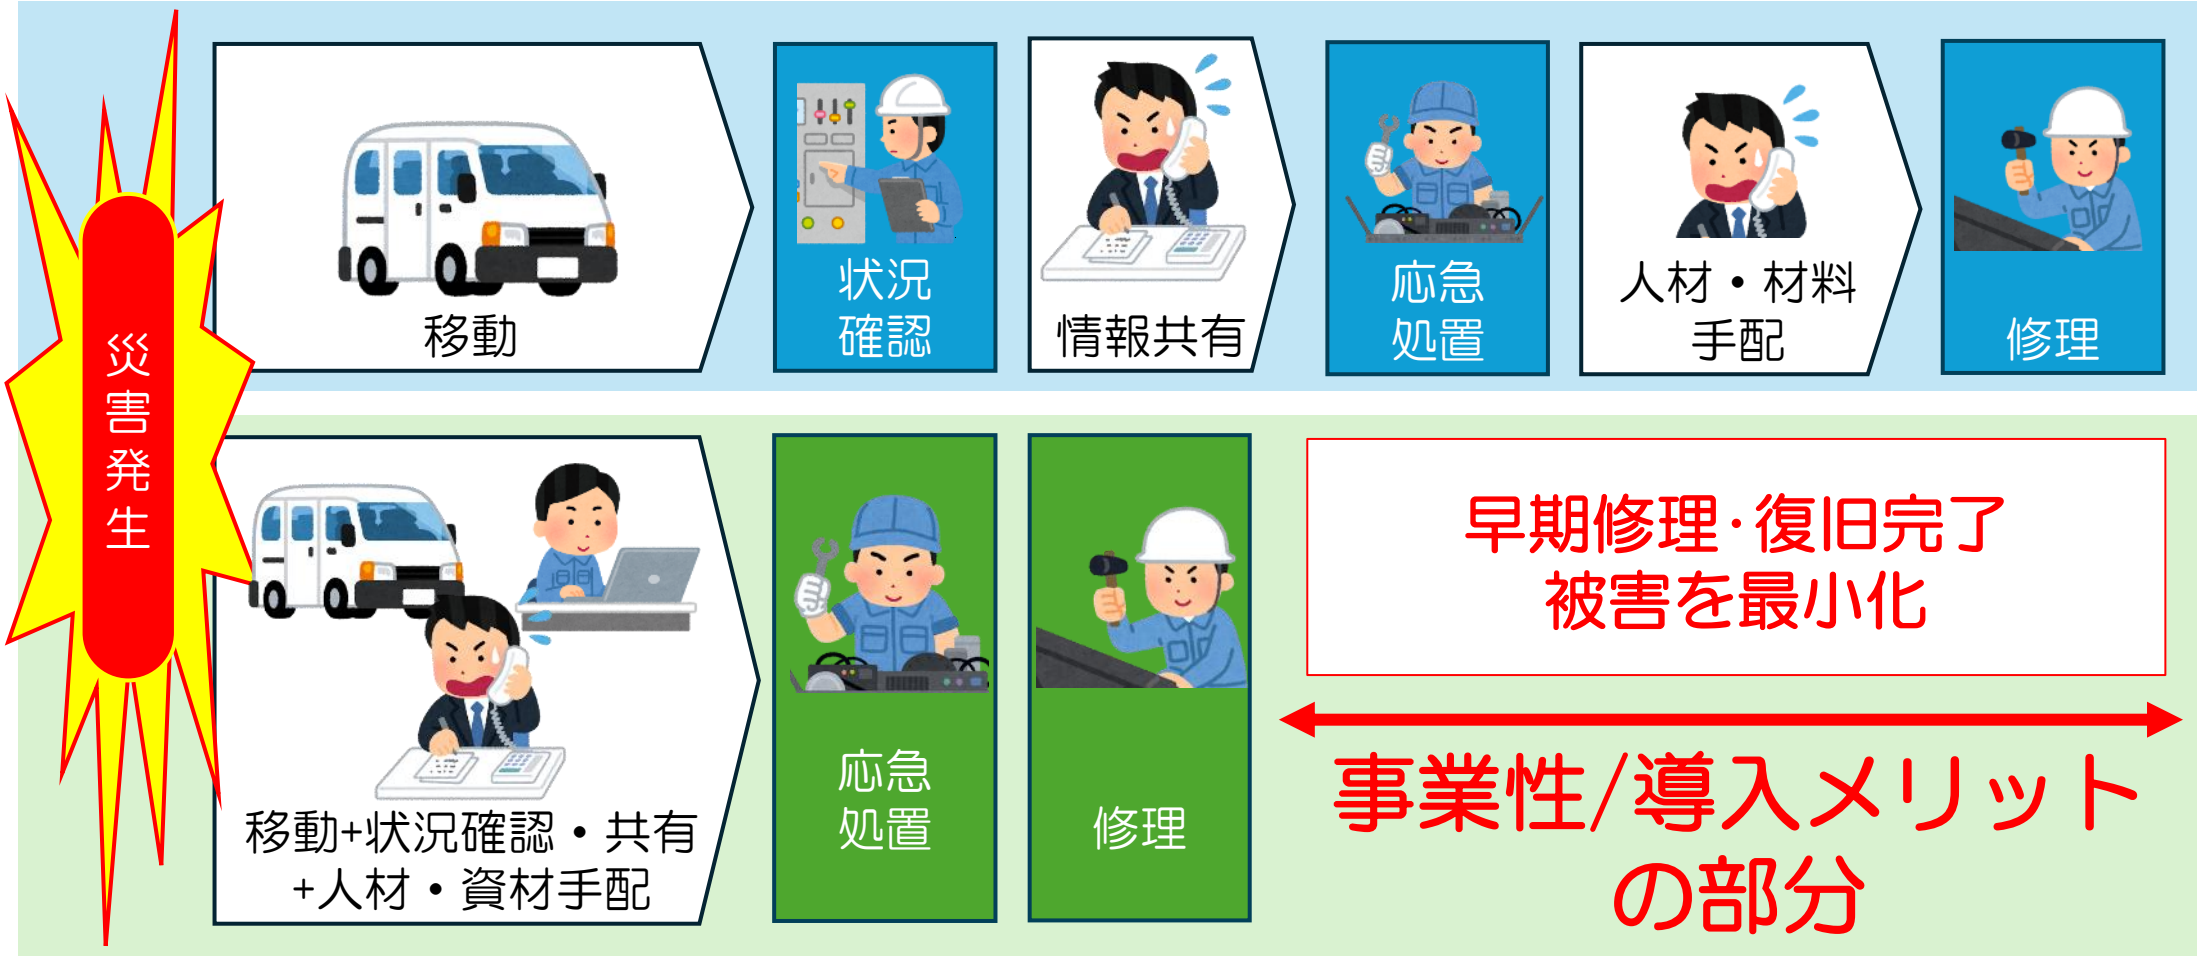 災害発生
移動
状況
確認
情報共有
応急
処置
人材・材料
手配
修理
移動+状況確認・共有
+人材・資材手配
応急
処置
修理
早期修理・復旧完了
被害を最小化
事業性/導入メリット
の部分